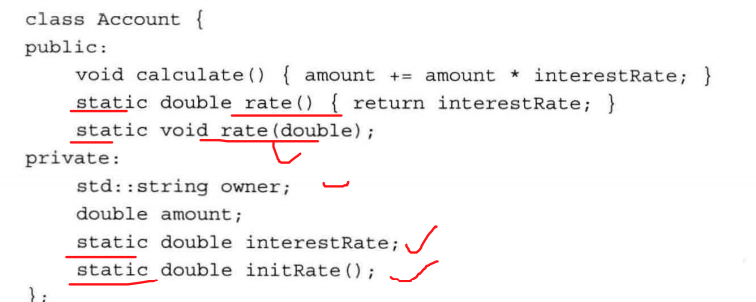 class Account {
public:
    void calculate() { amount += amount * interestRate; }
    static double rate() { return interestRate; }
    static void rate(double);
private:
    std::string owner;
    double amount;
    static double interestRate;
    static double initRate();
};